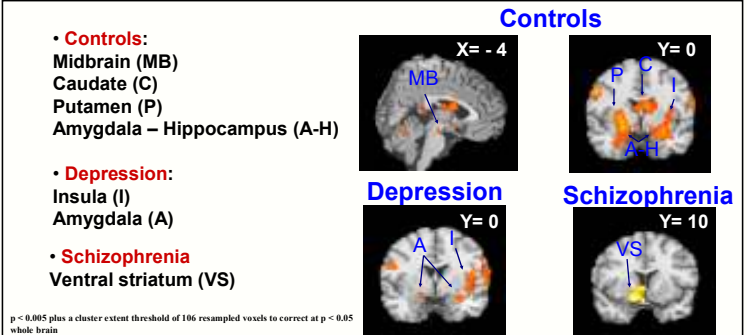 Controls
• Controls:
Midbrain (MB)
Caudate (C)
Putamen (P)
Amygdala – Hippocampus (A-H)
X= - 4
MB
Y= 0
P
C
I
A-H
• Depression:
Insula (I)
Amygdala (A)
• Schizophrenia
Ventral striatum (VS)
Depression
Y= 0
A
I
Schizophrenia
Y= 10
VS
p < 0.005 plus a cluster extent threshold of 106 resampled voxels to correct at p < 0.05
whole brain